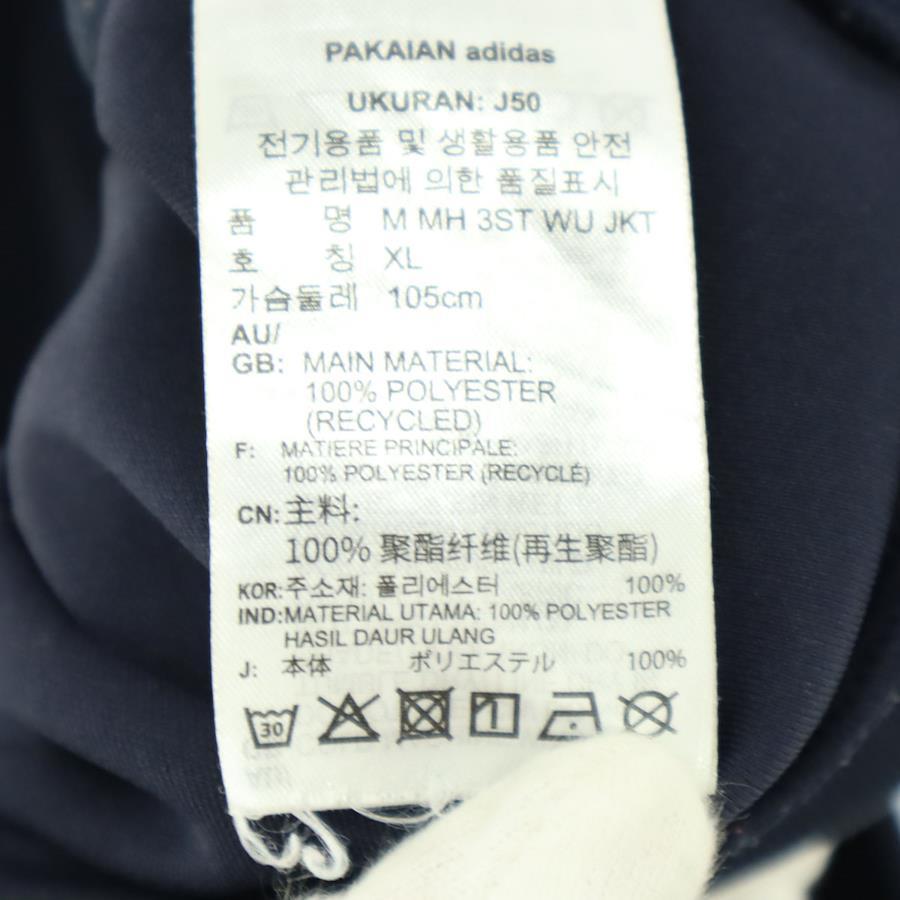 PAKAIAN adidas
UKURAN: J50
전기용품 및 생활용품 안전
관리법에 의한 품질표시
품 명 M MH 3ST WU JKT
호 칭 XL
가슴둘레 105cm
AU/
GB: MAIN MATERIAL:
100% POLYESTER
(RECYCLED)
F: MATIERE PRINCIPALE:
100% POLYESTER (RECYCLÉ)
CN: 主料:
100% 聚酯纤维(再生聚酯)
KOR: 주소재: 폴리에스터 100%
IND: MATERIAL UTAMA: 100% POLYESTER
HASIL DAUR ULANG
J: 本体 ポリエステル 100%
30